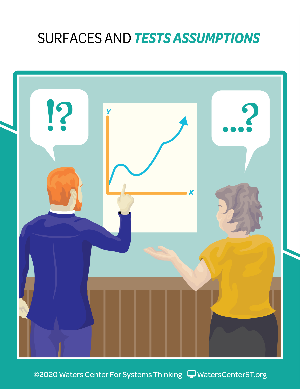 SURFACES AND TESTS ASSUMPTIONS
!?
....?
Y
X
©2020 Waters Center For Systems Thinking WatersCenterST.org